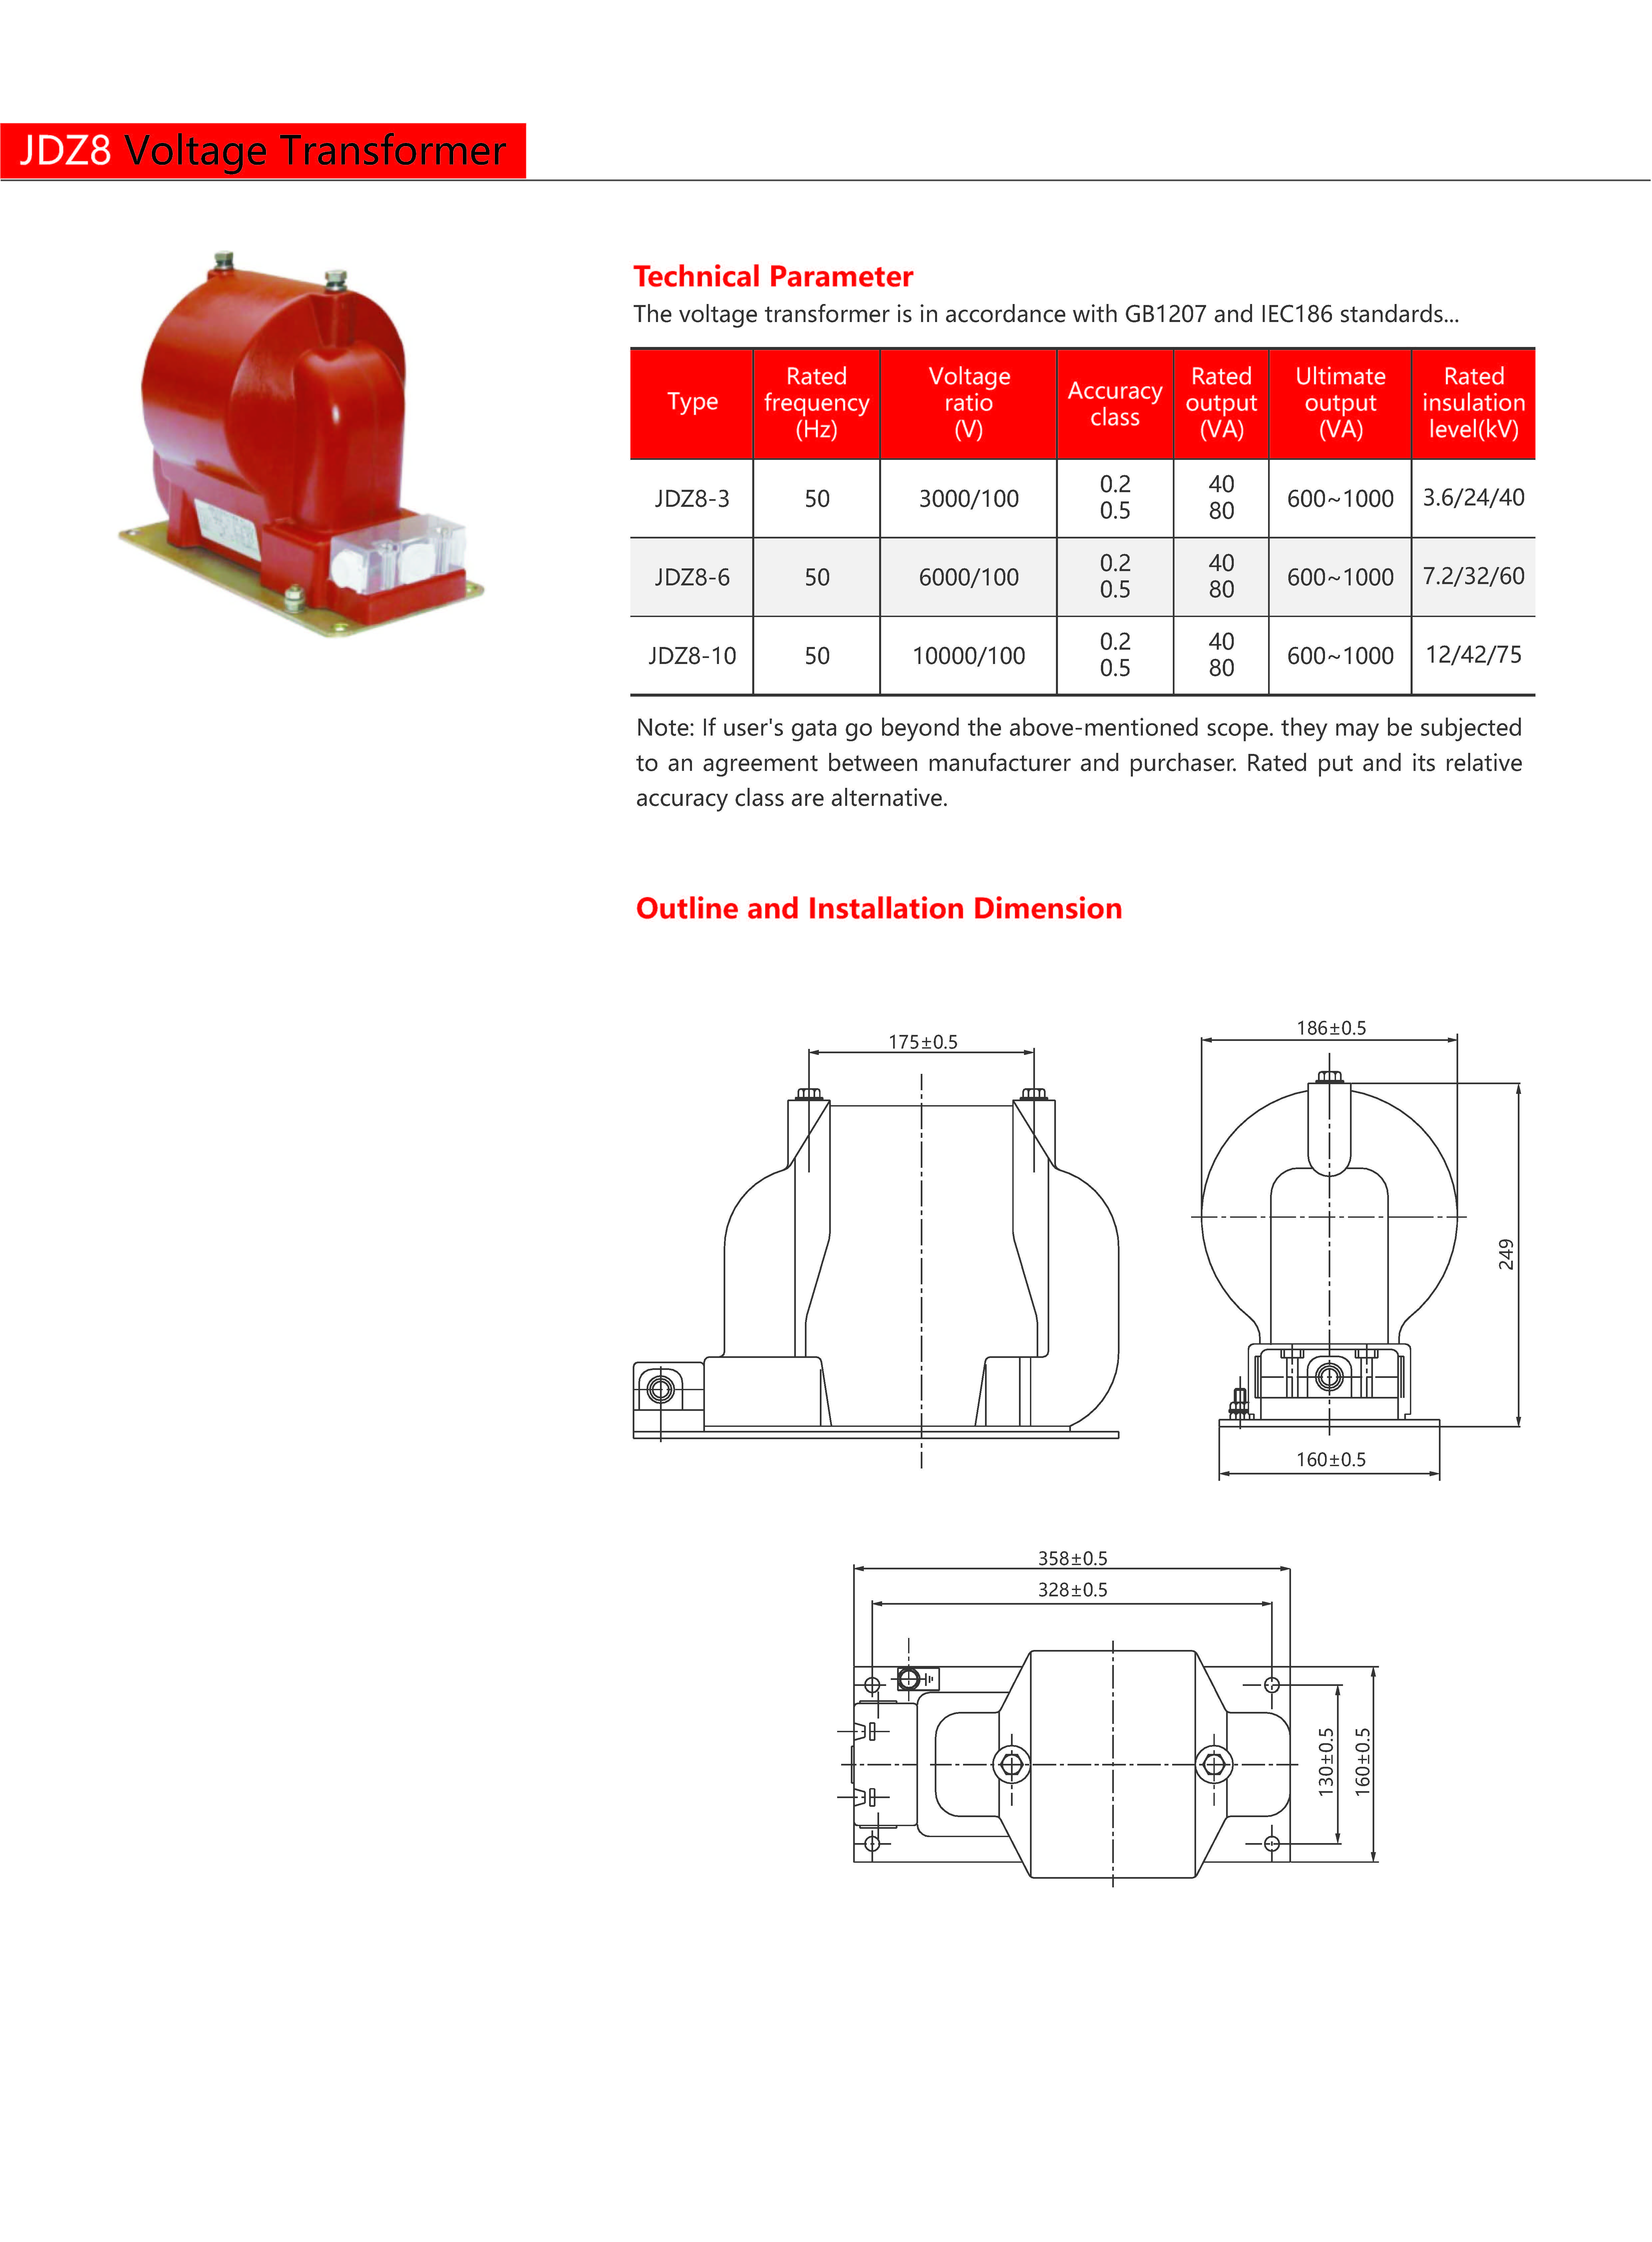 JDZ8 Voltage Transformer
Technical Parameter
The voltage transformer is in accordance with GB1207 and IEC186 standards...
Type Rated frequency (Hz) Voltage ratio (V) Accuracy class Rated output (VA) Ultimate output (VA) Rated insulation level(kV)
JDZ8-3 50 3000/100 0.2 0.5 40 80 600~1000 3.6/24/40
JDZ8-6 50 6000/100 0.2 0.5 40 80 600~1000 7.2/32/60
JDZ8-10 50 10000/100 0.2 0.5 40 80 600~1000 12/42/75
Note: If user's gata go beyond the above-mentioned scope. they may be subjected
to an agreement between manufacturer and purchaser. Rated put and its relative
accuracy class are alternative.
Outline and Installation Dimension
175±0.5
186±0.5
249
160±0.5
358±0.5
328±0.5
130±0.5
160±0.5